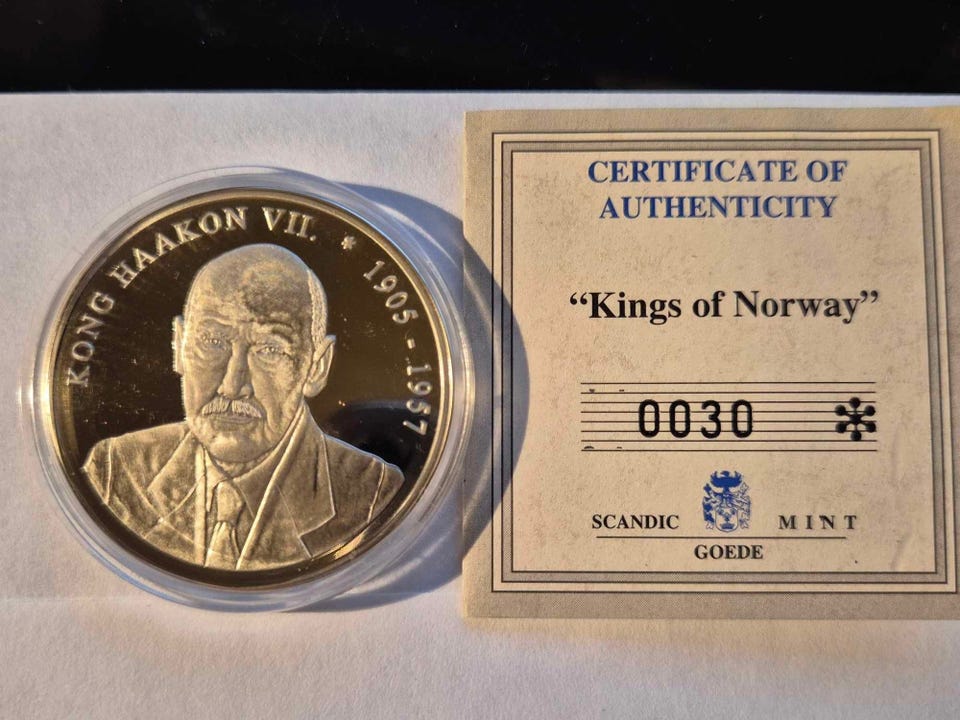 KONG HAAKON VII. * 1905 - 1957
CERTIFICATE OF
AUTHENTICITY
“Kings of Norway”
0030 *
SCANDIC MINT
GOEDE